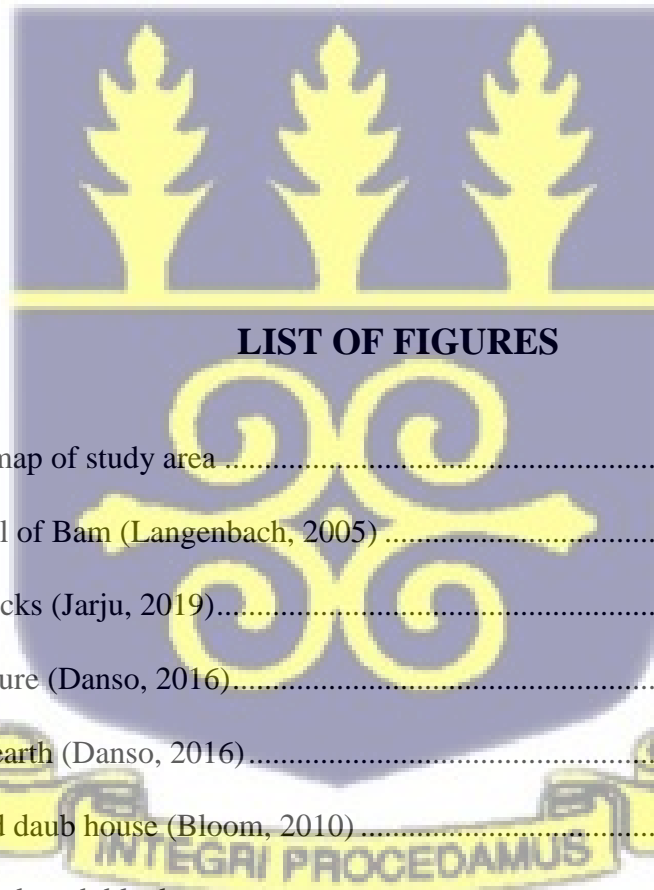 LIST OF FIGURES
map of study area ........................................................
l of Bam (Langenbach, 2005) ...................................
cks (Jarju, 2019)........................................................
ure (Danso, 2016)......................................................
earth (Danso, 2016)....................................................
d daub house (Bloom, 2010) ......................................
INTEGRI PROCEDAMUS